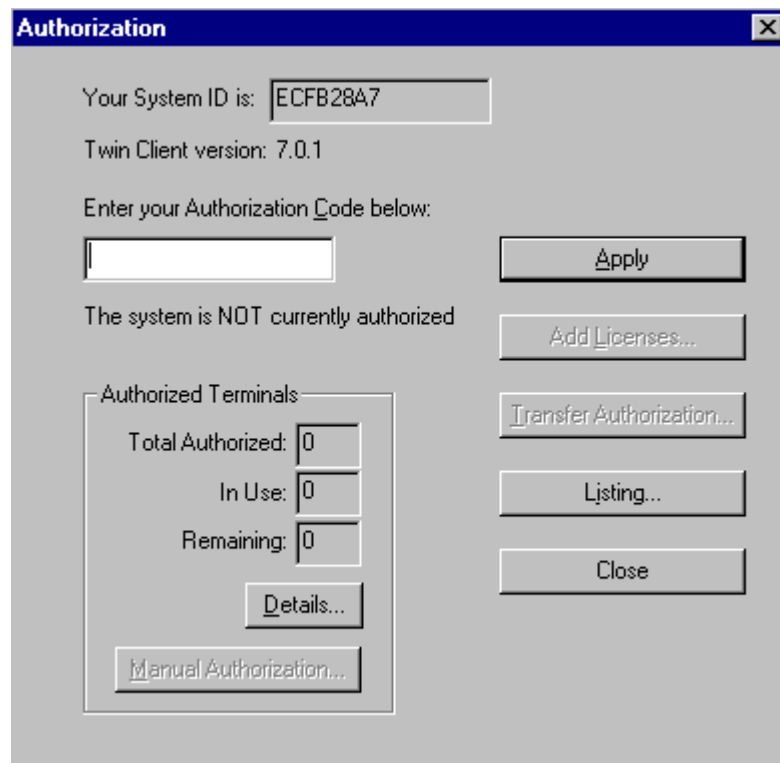 Authorization
Your System ID is: ECFB28A7
Twin Client version: 7.0.1
Enter your Authorization Code below:
Apply
The system is NOT currently authorized
Add Licenses...
Authorized Terminals
Transfer Authorization...
Total Authorized: 0
In Use: 0
Listing...
Remaining: 0
Close
Details...
Manual Authorization...